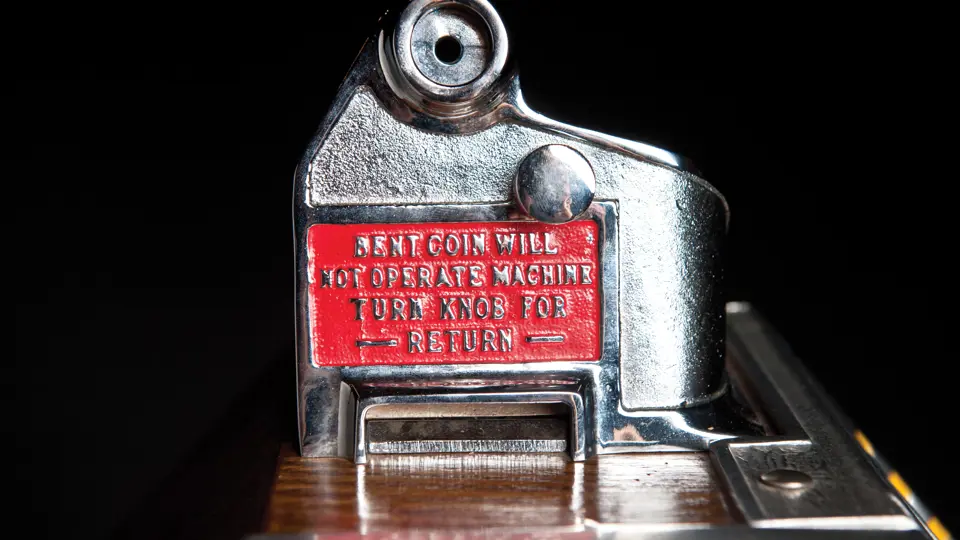 BENT COIN WILL
NOT OPERATE MACHINE
TURN KNOB FOR
— RETURN —